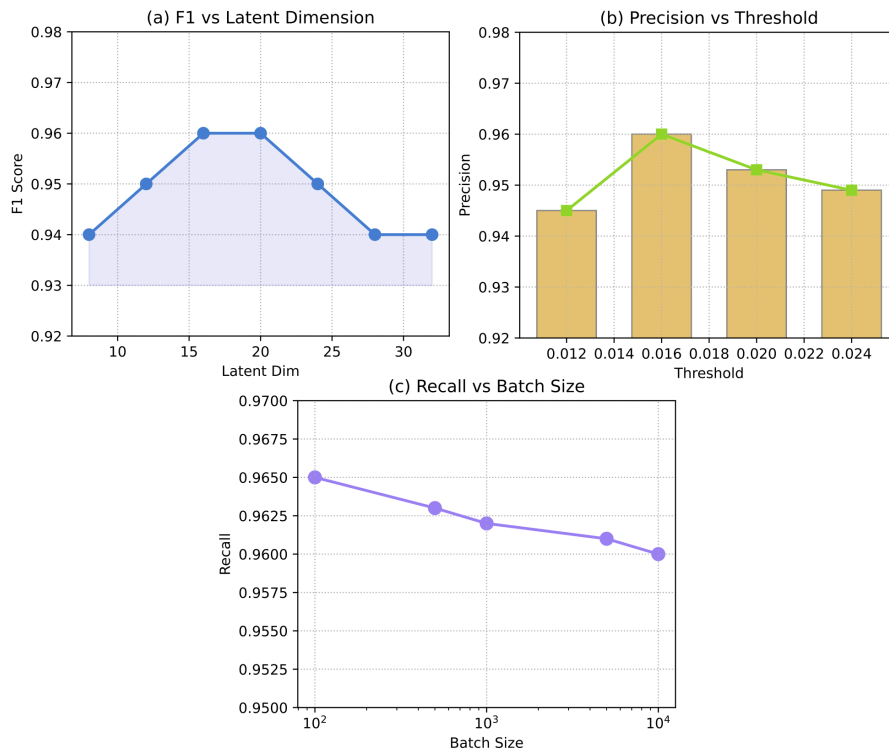 (a) F1 vs Latent Dimension
F1 Score
0.98
0.97
0.96
0.95
0.94
0.93
0.92
10 15 20 25 30
Latent Dim
(b) Precision vs Threshold
Precision
0.98
0.97
0.96
0.95
0.94
0.93
0.92
0.012 0.014 0.016 0.018 0.020 0.022 0.024
Threshold
(c) Recall vs Batch Size
Recall
0.9700
0.9675
0.9650
0.9625
0.9600
0.9575
0.9550
0.9525
0.9500
10² 10³ 10⁴
Batch Size